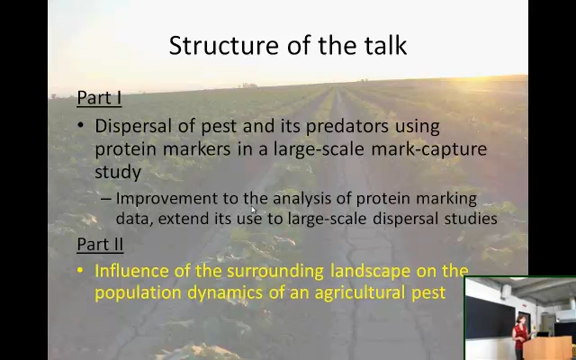 Structure of the talk
Part I
• Dispersal of pest and its predators using
protein markers in a large-scale mark-capture
study
– Improvement to the analysis of protein marking
data, extend its use to large-scale dispersal studies
Part II
• Influence of the surrounding landscape on the
population dynamics of an agricultural pest